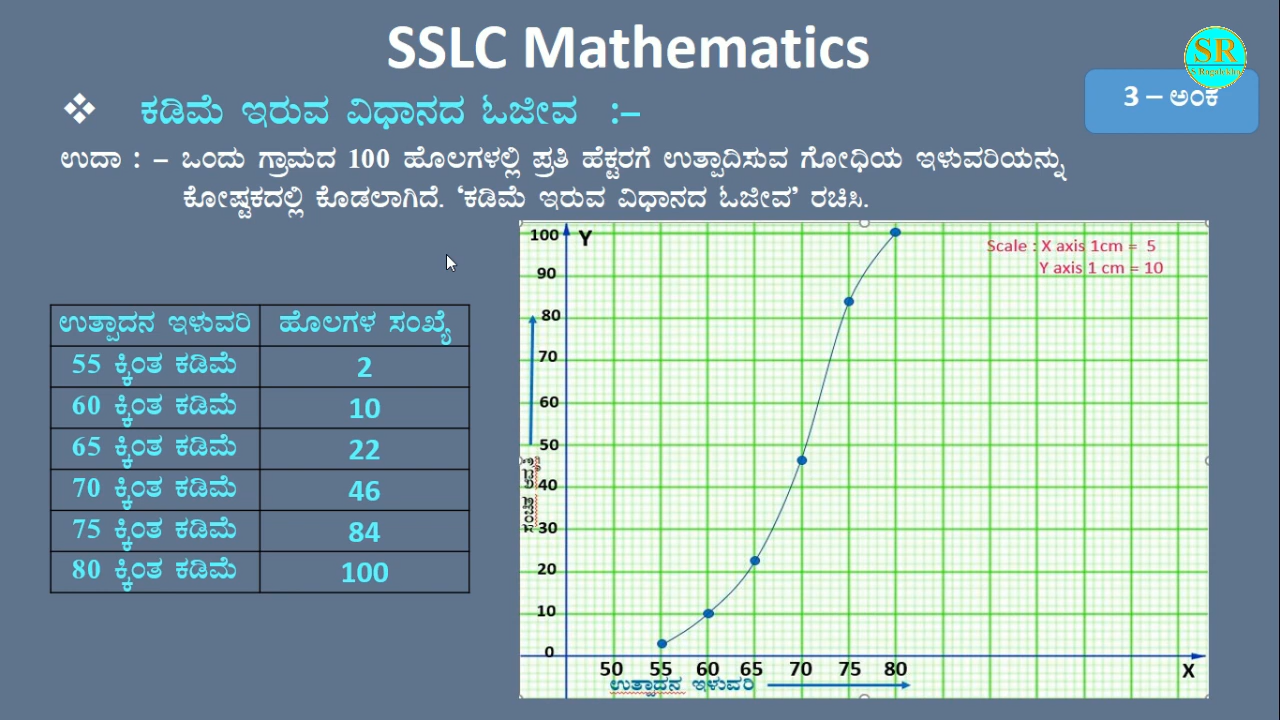 SSLC Mathematics
SR
S Ragalekha
3 – ಅಂಕ
❖ ಕಡಿಮೆ ಇರುವ ವಿಧಾನದ ಓಜೀವ :–
ಉದಾ : – ಒಂದು ಗ್ರಾಮದ 100 ಹೊಲಗಳಲ್ಲಿ ಪ್ರತಿ ಹೆಕ್ಟರಗೆ ಉತ್ಪಾದಿಸುವ ಗೋಧಿಯ ಇಳುವರಿಯನ್ನು
ಕೋಷ್ಟಕದಲ್ಲಿ ಕೊಡಲಾಗಿದೆ. ‘ಕಡಿಮೆ ಇರುವ ವಿಧಾನದ ಓಜೀವ’ ರಚಿಸಿ.
ಉತ್ಪಾದನ ಇಳುವರಿ ಹೊಲಗಳ ಸಂಖ್ಯೆ
55 ಕ್ಕಿಂತ ಕಡಿಮೆ 2
60 ಕ್ಕಿಂತ ಕಡಿಮೆ 10
65 ಕ್ಕಿಂತ ಕಡಿಮೆ 22
70 ಕ್ಕಿಂತ ಕಡಿಮೆ 46
75 ಕ್ಕಿಂತ ಕಡಿಮೆ 84
80 ಕ್ಕಿಂತ ಕಡಿಮೆ 100
Y
Scale : X axis 1cm = 5
Y axis 1 cm = 10
100
90
80
70
60
50
40
30
20
10
0
50 55 60 65 70 75 80
X
ಉತ್ಪಾದನ ಇಳುವರಿ